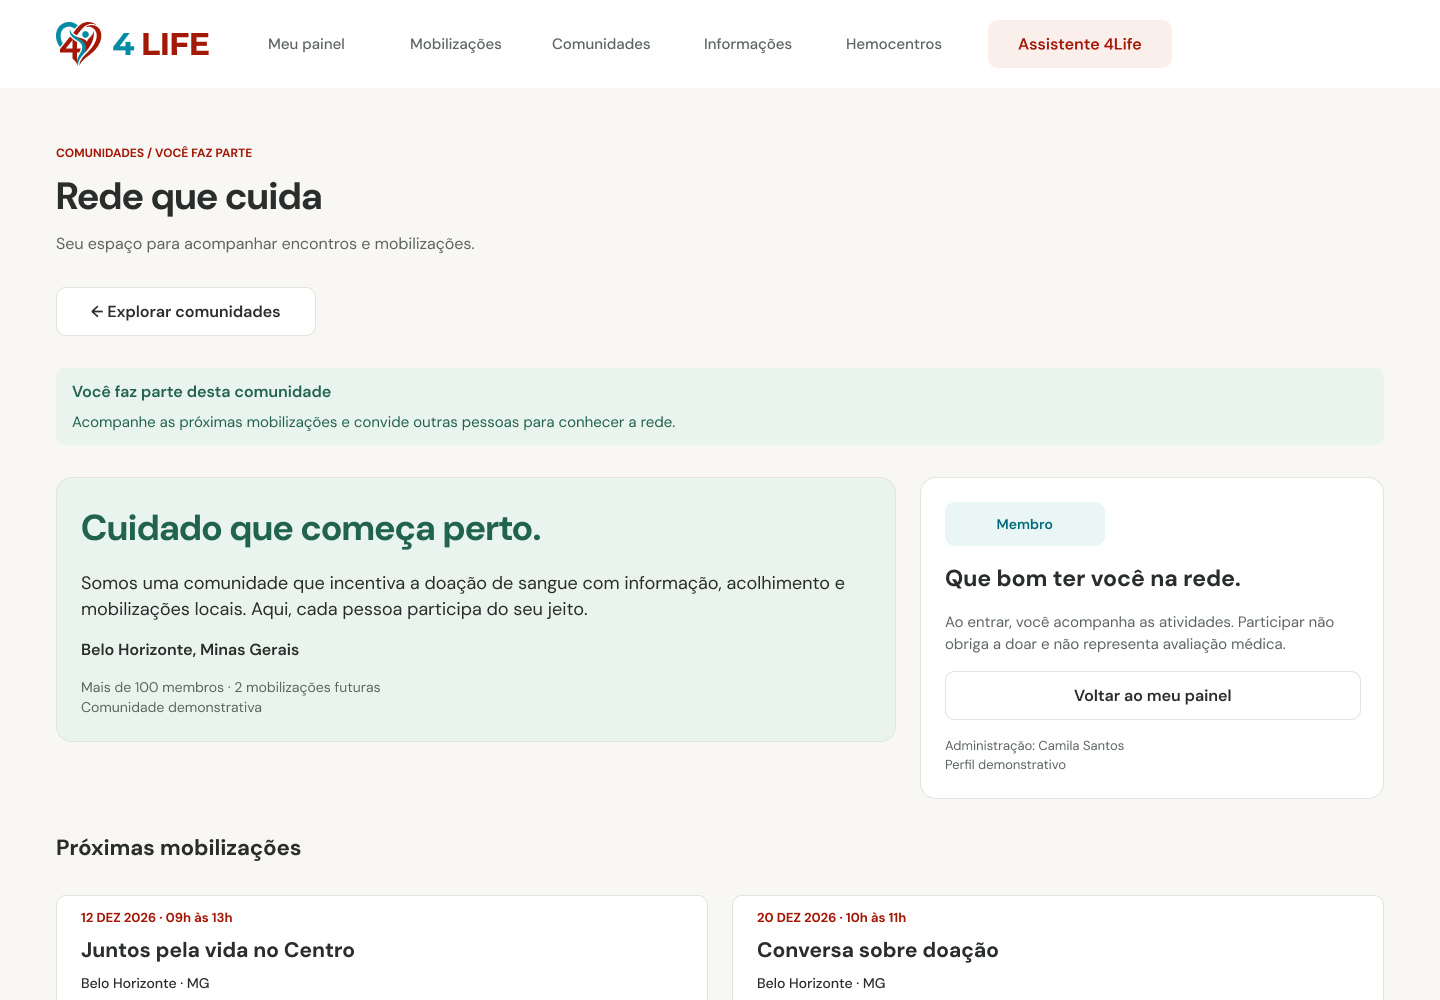 4 LIFE
Meu painel
Mobilizações
Comunidades
Informações
Hemocentros
Assistente 4Life
COMUNIDADES / VOCÊ FAZ PARTE
Rede que cuida
Seu espaço para acompanhar encontros e mobilizações.
← Explorar comunidades
Você faz parte desta comunidade
Acompanhe as próximas mobilizações e convide outras pessoas para conhecer a rede.
Cuidado que começa perto.
Somos uma comunidade que incentiva a doação de sangue com informação, acolhimento e
mobilizações locais. Aqui, cada pessoa participa do seu jeito.
Belo Horizonte, Minas Gerais
Mais de 100 membros · 2 mobilizações futuras
Comunidade demonstrativa
Membro
Que bom ter você na rede.
Ao entrar, você acompanha as atividades. Participar não
obriga a doar e não representa avaliação médica.
Voltar ao meu painel
Administração: Camila Santos
Perfil demonstrativo
Próximas mobilizações
12 DEZ 2026 · 09h às 13h
Juntos pela vida no Centro
Belo Horizonte · MG
20 DEZ 2026 · 10h às 11h
Conversa sobre doação
Belo Horizonte · MG